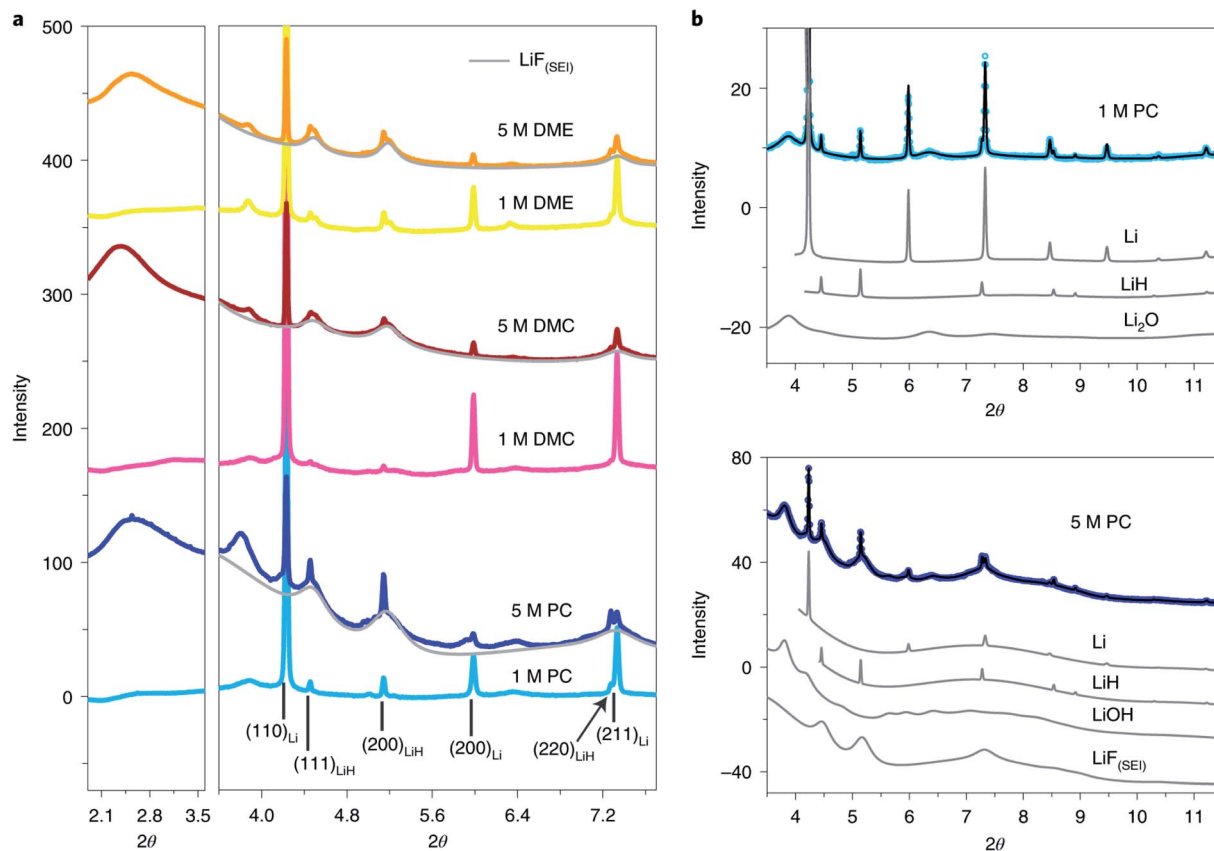 a
500
400
300
200
100
0
Intensity
LiF(SEI)
5 M DME
1 M DME
5 M DMC
1 M DMC
5 M PC
1 M PC
(110)Li
(111)LiH
(200)LiH
(200)Li
(220)LiH
(211)Li
2.1 2.8 3.5
2θ
4.0 4.8 5.6 6.4 7.2
2θ
b
20
0
−20
Intensity
1 M PC
Li
LiH
Li2O
4 5 6 7 8 9 10 11
2θ
80
40
0
−40
Intensity
5 M PC
Li
LiH
LiOH
LiF(SEI)
4 5 6 7 8 9 10 11
2θ